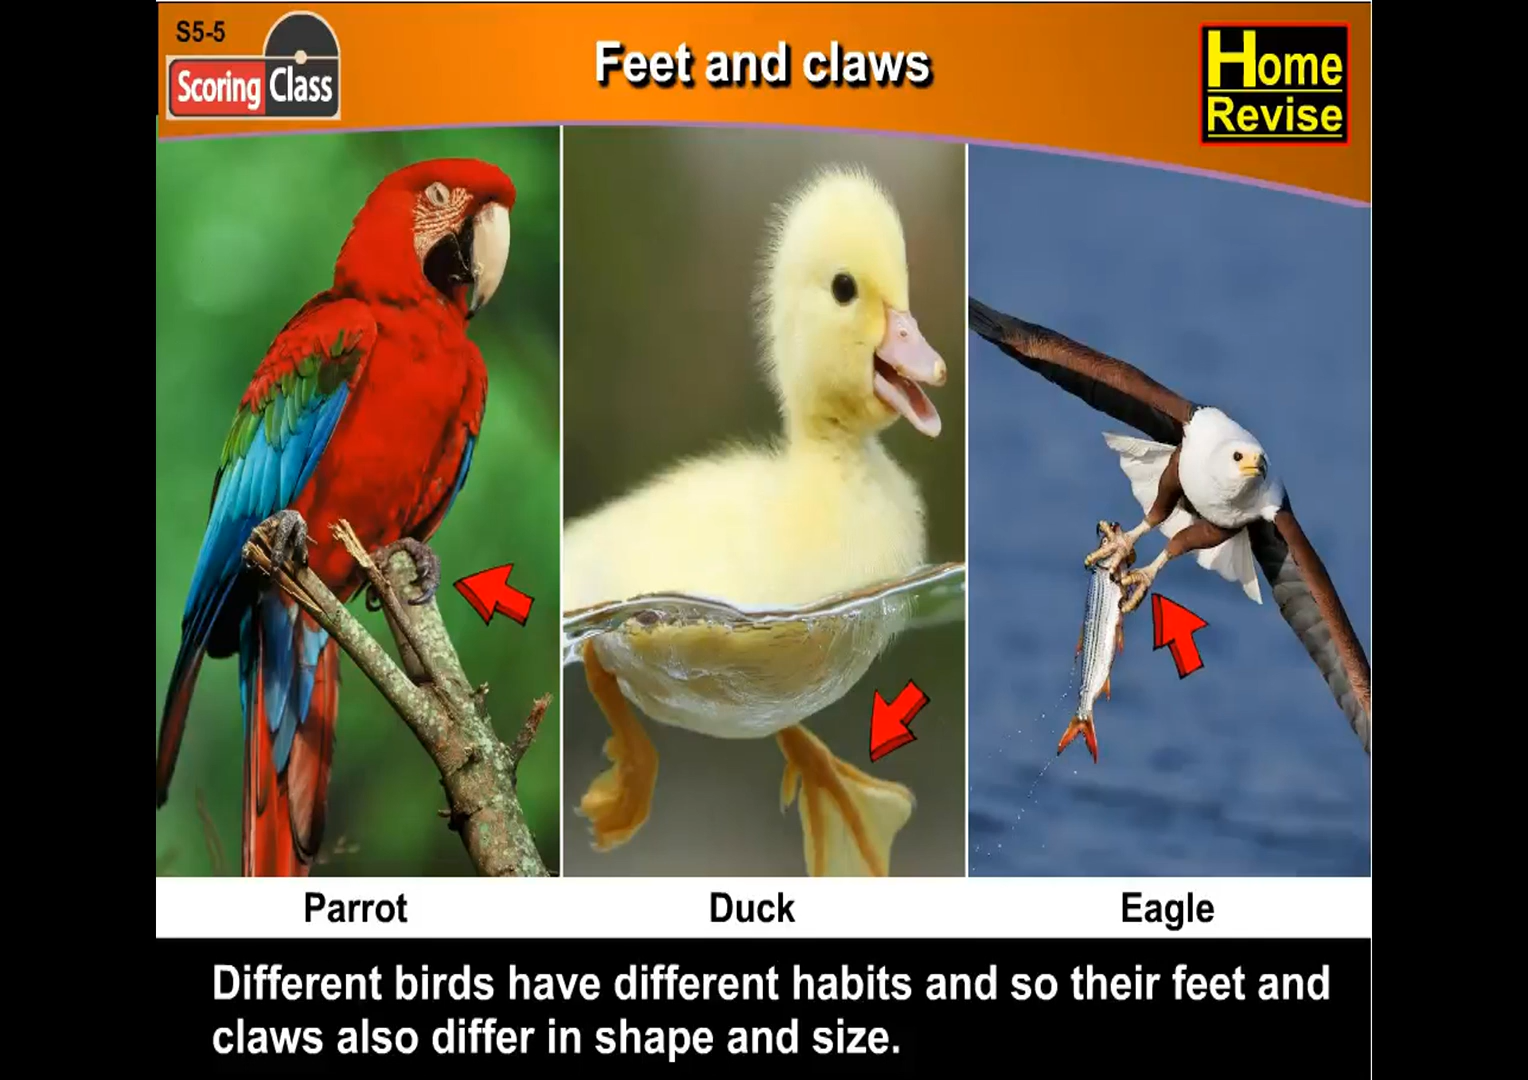 S5-5
Scoring Class
Feet and claws
Home
Revise
Parrot
Duck
Eagle
Different birds have different habits and so their feet and
claws also differ in shape and size.